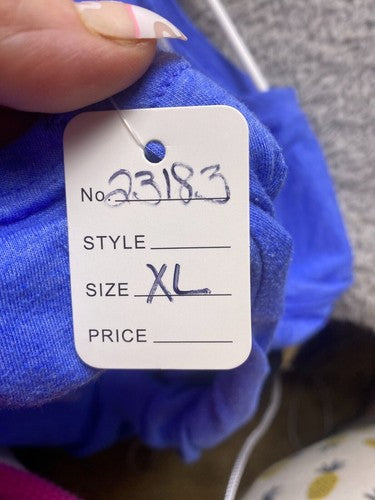 No. 23183
STYLE
SIZE XL
PRICE